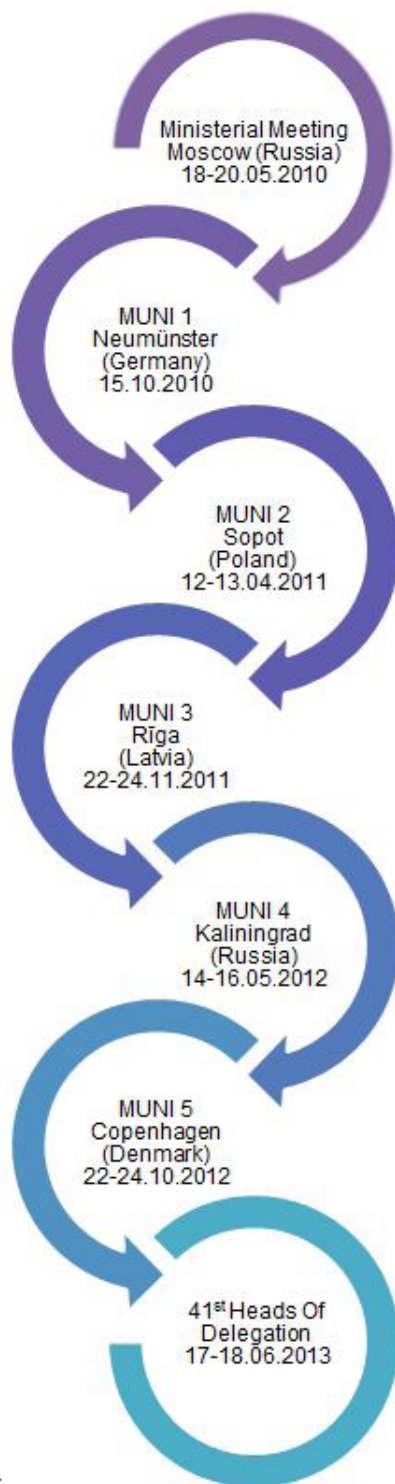 Ministerial Meeting
Moscow (Russia)
18-20.05.2010
MUNI 1
Neumünster
(Germany)
15.10.2010
MUNI 2
Sopot
(Poland)
12-13.04.2011
MUNI 3
Rīga
(Latvia)
22-24.11.2011
MUNI 4
Kaliningrad
(Russia)
14-16.05.2012
MUNI 5
Copenhagen
(Denmark)
22-24.10.2012
41st Heads Of
Delegation
17-18.06.2013